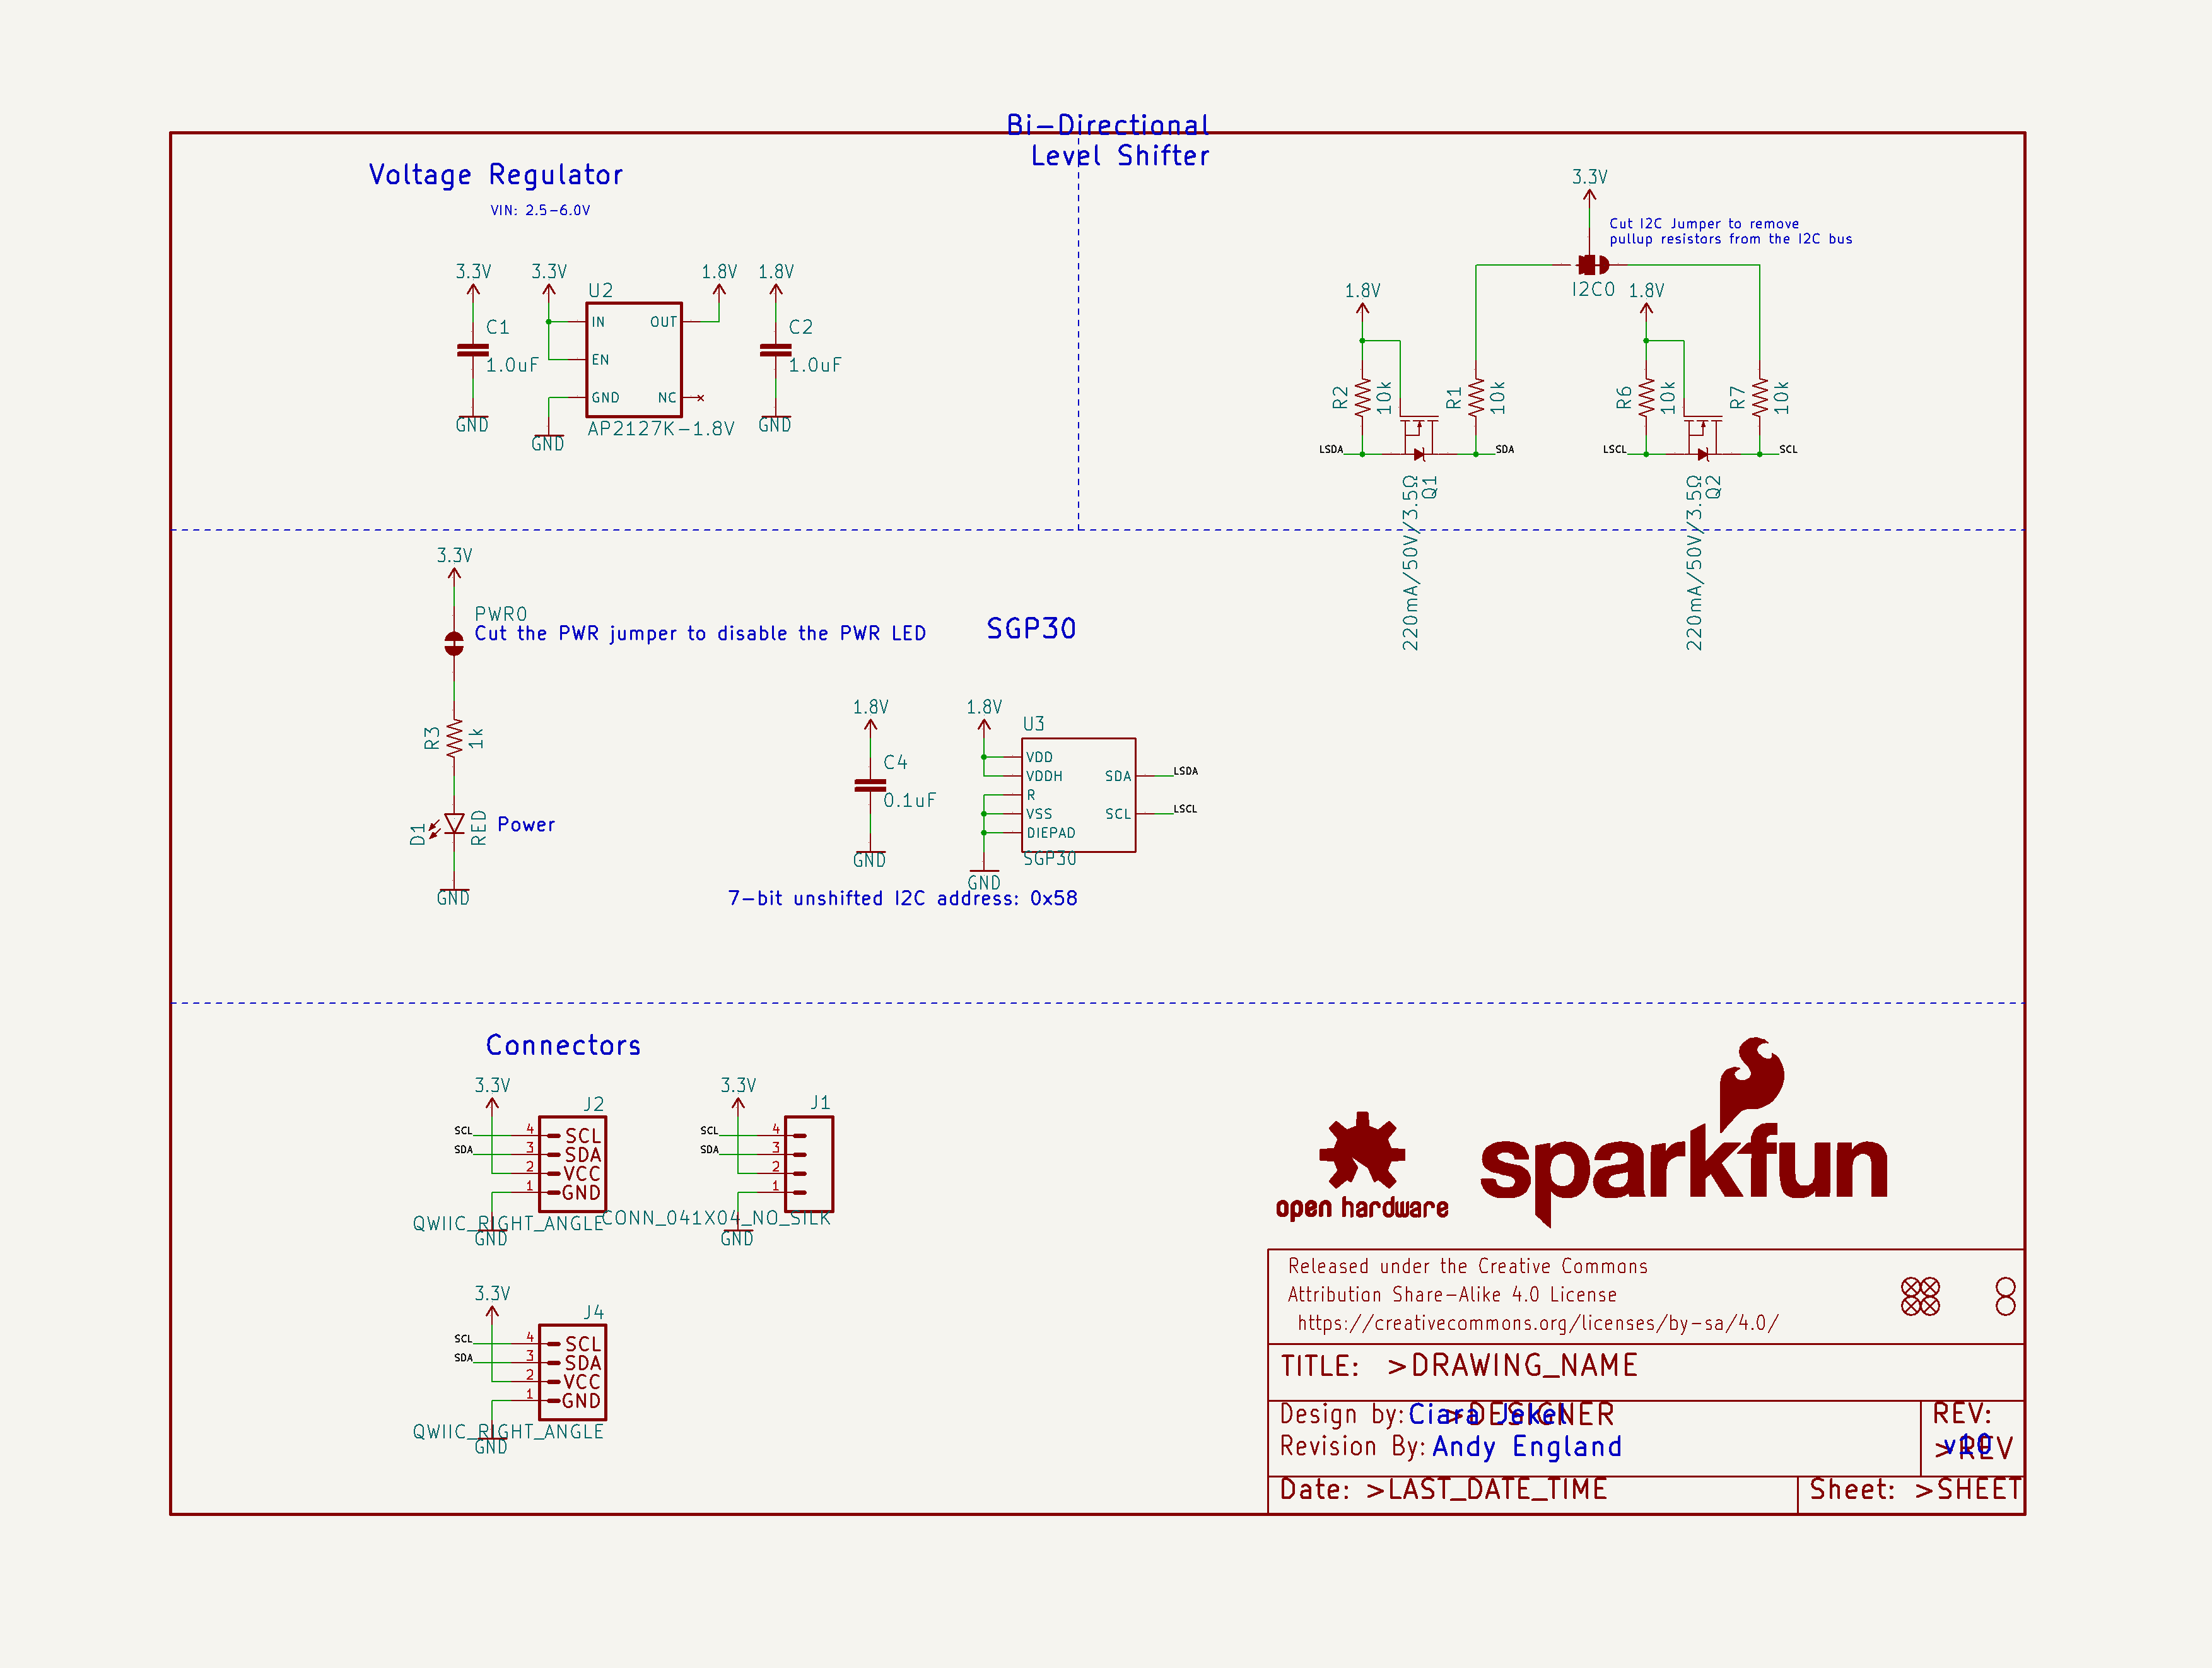 Bi-Directional
Level Shifter
Voltage Regulator
VIN: 2.5-6.0V
3.3V
C1
1.0uF
GND
3.3V
U2
IN
EN
GND
OUT
NC
AP2127K-1.8V
GND
1.8V
1.8V
C2
1.0uF
GND
3.3V
Cut I2C Jumper to remove
pullup resistors from the I2C bus
I2C0
1.8V
R2
10k
R1
10k
LSDA
SDA
Q1
220mA/50V/3.5Ω
1.8V
R6
10k
R7
10k
LSCL
SCL
Q2
220mA/50V/3.5Ω
3.3V
PWR0
Cut the PWR jumper to disable the PWR LED
R3
1k
D1
RED
Power
GND
SGP30
1.8V
C4
0.1uF
GND
1.8V
U3
VDD
VDDH
R
VSS
DIEPAD
SDA
SCL
LSDA
LSCL
SGP30
GND
7-bit unshifted I2C address: 0x58
Connectors
3.3V
J2
SCL
SDA
4
3
2
1
SCL
SDA
VCC
GND
QWIIC_RIGHT_ANGLE
GND
3.3V
J1
SCL
SDA
4
3
2
1
CONN_041X04_NO_SILK
GND
3.3V
J4
SCL
SDA
4
3
2
1
SCL
SDA
VCC
GND
QWIIC_RIGHT_ANGLE
GND
open hardware
sparkfun
Released under the Creative Commons
Attribution Share-Alike 4.0 License
https://creativecommons.org/licenses/by-sa/4.0/
TITLE: >DRAWING_NAME
Design by: Ciara Jekel
>DESIGNER
Revision By: Andy England
REV:
v10
>REV
Date: >LAST_DATE_TIME
Sheet: >SHEET